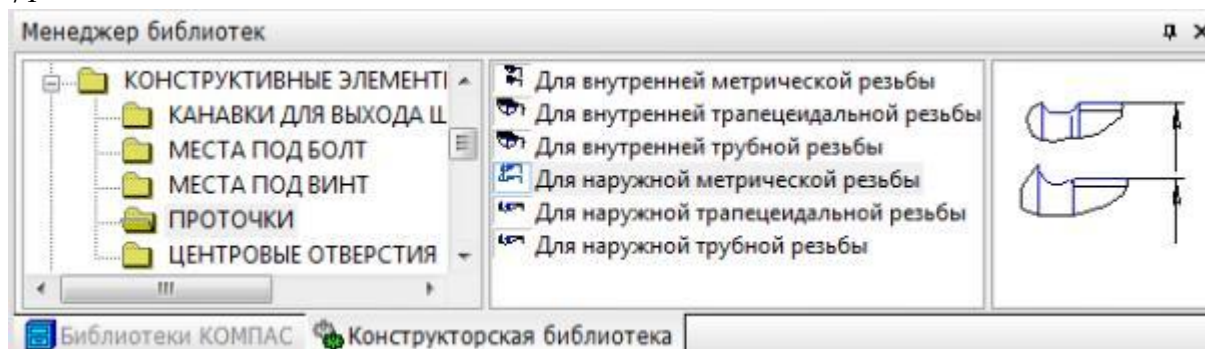 Менеджер библиотек
КОНСТРУКТИВНЫЕ ЭЛЕМЕНТ
КАНАВКИ ДЛЯ ВЫХОДА Ш
МЕСТА ПОД БОЛТ
МЕСТА ПОД ВИНТ
ПРОТОЧКИ
ЦЕНТРОВЫЕ ОТВЕРСТИЯ
Для внутренней метрической резьбы
Для внутренней трапецеидальной резьбы
Для внутренней трубной резьбы
Для наружной метрической резьбы
Для наружной трапецеидальной резьбы
Для наружной трубной резьбы
Библиотеки КОМПАС
Конструкторская библиотека